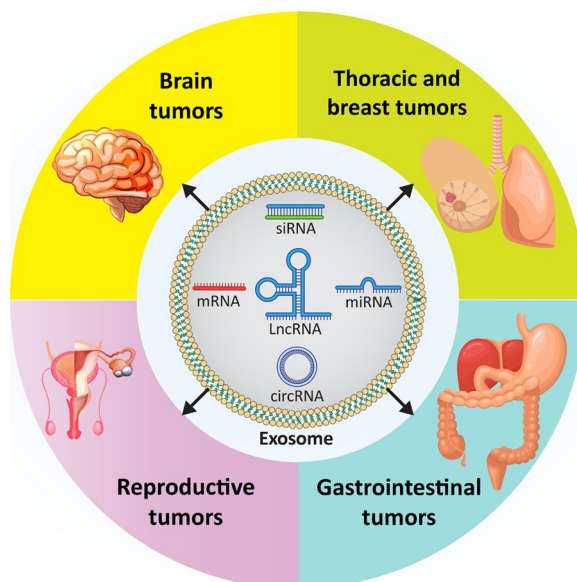 Brain
tumors
Thoracic and
breast tumors
siRNA
mRNA
miRNA
LncRNA
circRNA
Exosome
Reproductive
tumors
Gastrointestinal
tumors